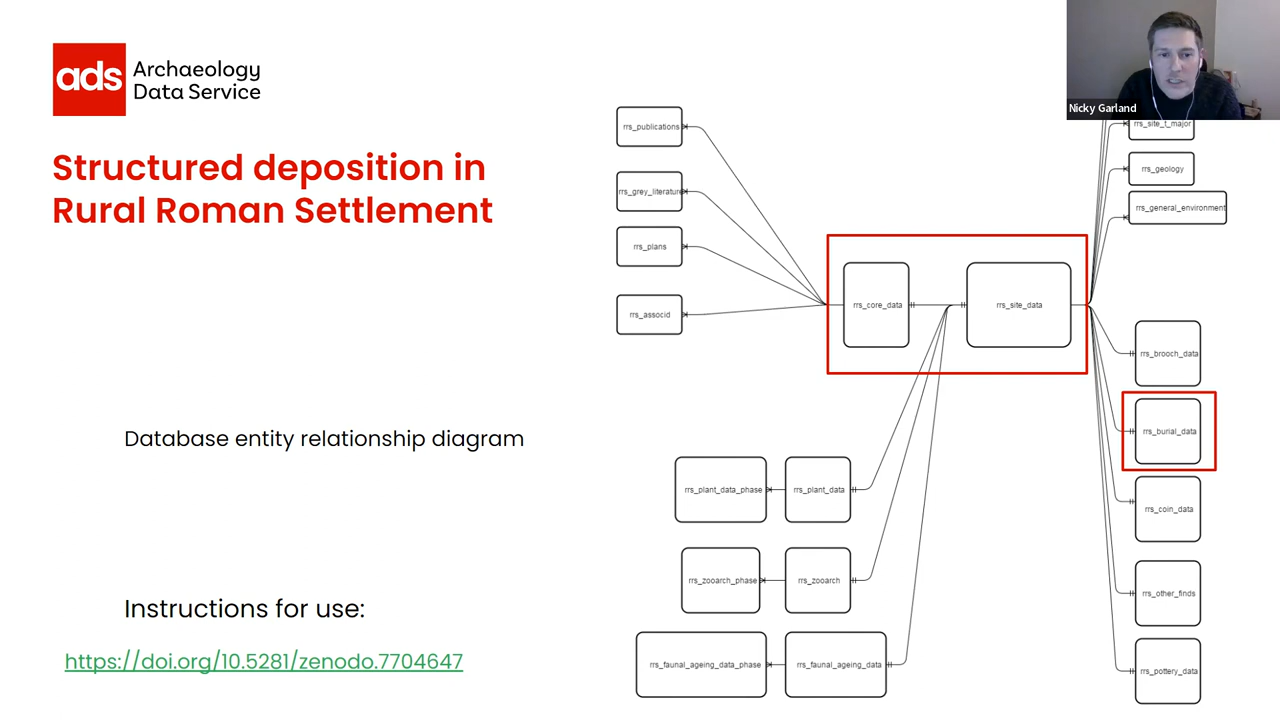 ads Archaeology
Data Service
Structured deposition in
Rural Roman Settlement
Database entity relationship diagram
Instructions for use:
https://doi.org/10.5281/zenodo.7704647
Nicky Garland
rrs_publications
rrs_grey_literature
rrs_plans
rrs_associd
rrs_core_data
rrs_site_data
rrs_site_t_major
rrs_geology
rrs_general_environment
rrs_brooch_data
rrs_burial_data
rrs_coin_data
rrs_other_finds
rrs_pottery_data
rrs_plant_data_phase
rrs_plant_data
rrs_zooarch_phase
rrs_zooarch
rrs_faunal_ageing_data_phase
rrs_faunal_ageing_data